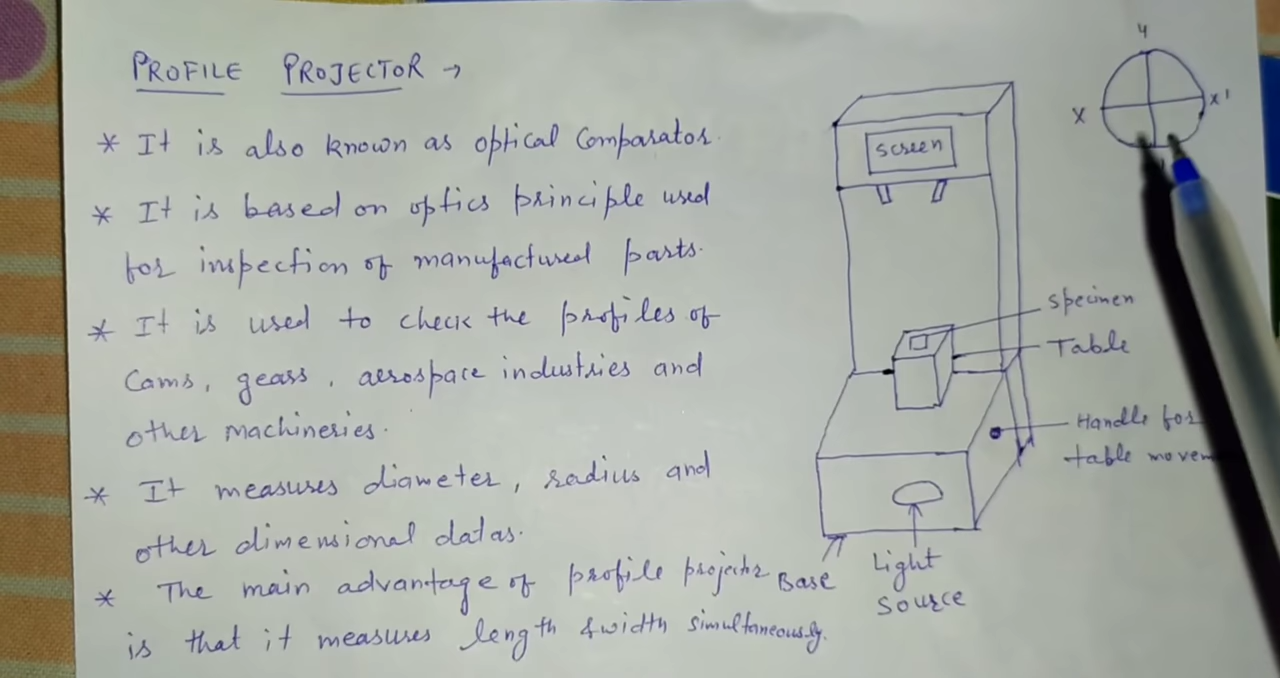 PROFILE PROJECTOR →
* It is also known as optical Comparator.
* It is based on optics principle used
for inspection of manufactured parts.
* It is used to check the profiles of
Cams, gears, aerospace industries and
other machineries.
* It measures diameter, radius and
other dimensional datas.
* The main advantage of profile projector
is that it measures length & width simultaneously.
Screen
Specimen
Table
Handle for
table movem
Base
Light
Source
Y
X
X'